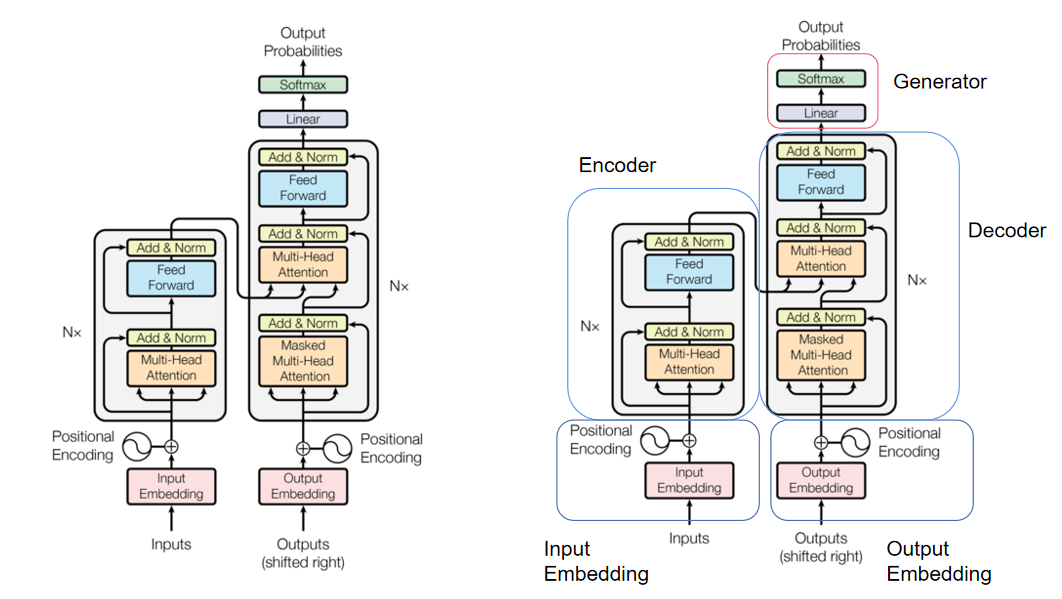 Output
Probabilities
Softmax
Linear
Add & Norm
Feed
Forward
Add & Norm
Multi-Head
Attention
Add & Norm
Masked
Multi-Head
Attention
Nx
Add & Norm
Feed
Forward
Add & Norm
Multi-Head
Attention
Nx
Positional
Encoding
Positional
Encoding
Input
Embedding
Output
Embedding
Inputs
Outputs
(shifted right)
Output
Probabilities
Softmax
Linear
Generator
Encoder
Decoder
Add & Norm
Feed
Forward
Add & Norm
Multi-Head
Attention
Add & Norm
Masked
Multi-Head
Attention
Nx
Add & Norm
Feed
Forward
Add & Norm
Multi-Head
Attention
Nx
Positional
Encoding
Positional
Encoding
Input
Embedding
Output
Embedding
Inputs
Outputs
(shifted right)
Input
Embedding
Output
Embedding